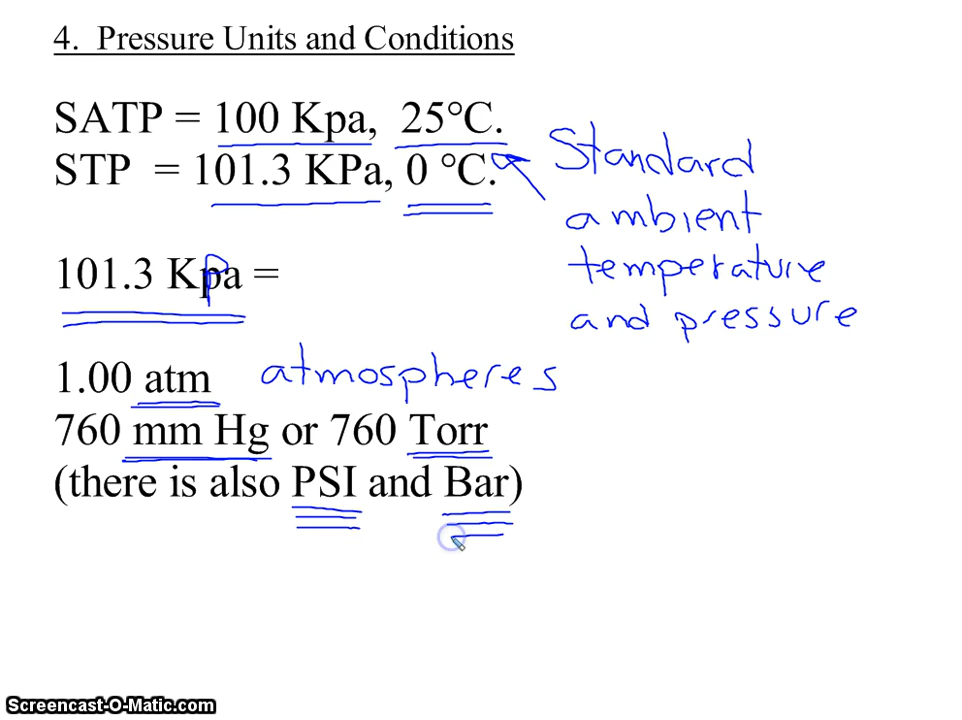 4. Pressure Units and Conditions
SATP = 100 Kpa, 25°C.
STP = 101.3 KPa, 0 °C.
Standard
ambient
temperature
and pressure
101.3 Kpa =
1.00 atm atmospheres
760 mm Hg or 760 Torr
(there is also PSI and Bar)
Screencast-O-Matic.com